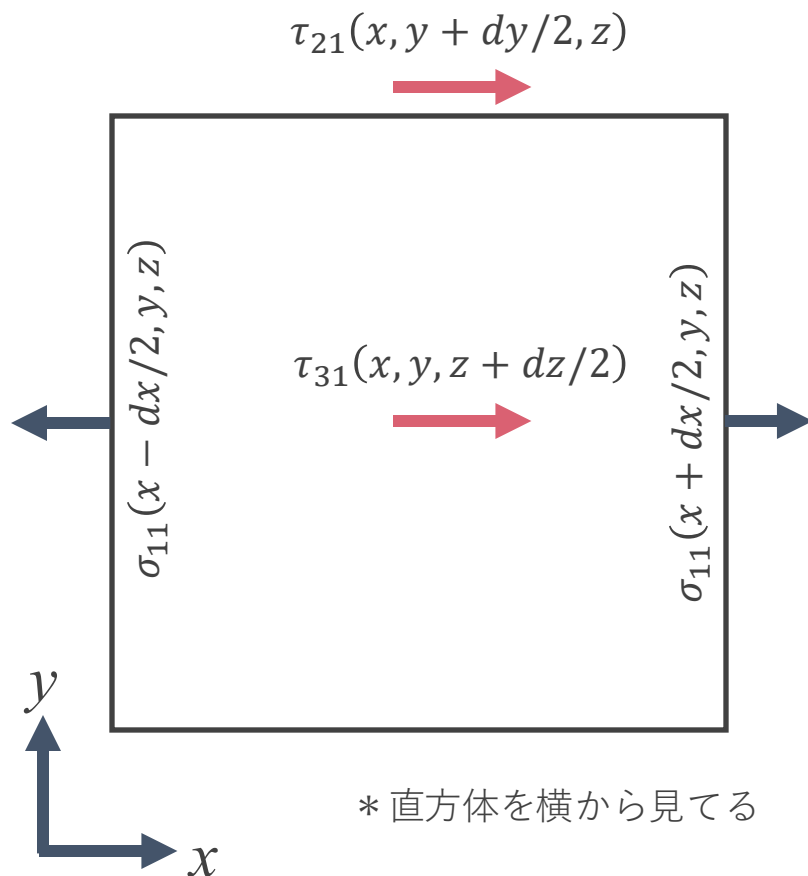 τ₂₁(x, y + dy/2, z)
σ₁₁(x − dx/2, y, z)
τ₃₁(x, y, z + dz/2)
σ₁₁(x + dx/2, y, z)
y
x
＊直方体を横から見てる